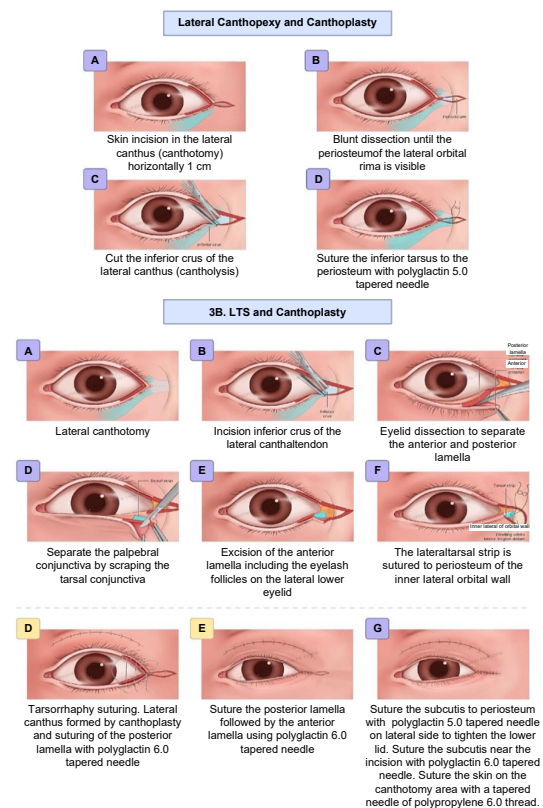 Lateral Canthopexy and Canthoplasty
A
B
Skin incision in the lateral
canthus (canthotomy)
horizontally 1 cm
Blunt dissection until the
periosteumof the lateral orbital
rima is visible
C
D
inferior crus
Cut the inferior crus of the
lateral canthus (cantholysis)
Suture the inferior tarsus to the
periosteum with polyglactin 5.0
tapered needle
3B. LTS and Canthoplasty
A
B
C
Inferior
crus
Posterior
lamella
Anterior
Lateral canthotomy
Incision inferior crus of the
lateral canthaltendon
Eyelid dissection to separate
the anterior and posterior
lamella
D
E
F
Tarsal strip
Inner lateral of orbital wall
Separate the palpebral
conjunctiva by scraping the
tarsal conjunctiva
Excision of the anterior
lamella including the eyelash
follicles on the lateral lower
eyelid
The lateraltarsal strip is
sutured to periosteum of the
inner lateral orbital wall
D
E
G
Tarsorrhaphy suturing. Lateral
canthus formed by canthoplasty
and suturing of the posterior
lamella with polyglactin 6.0
tapered needle
Suture the posterior lamella
followed by the anterior
lamella using polyglactin 6.0
tapered needle
Suture the subcutis to periosteum
with polyglactin 5.0 tapered needle
on lateral side to tighten the lower
lid. Suture the subcutis near the
incision with polyglactin 6.0 tapered
needle. Suture the skin on the
canthotomy area with a tapered
needle of polypropylene 6.0 thread.